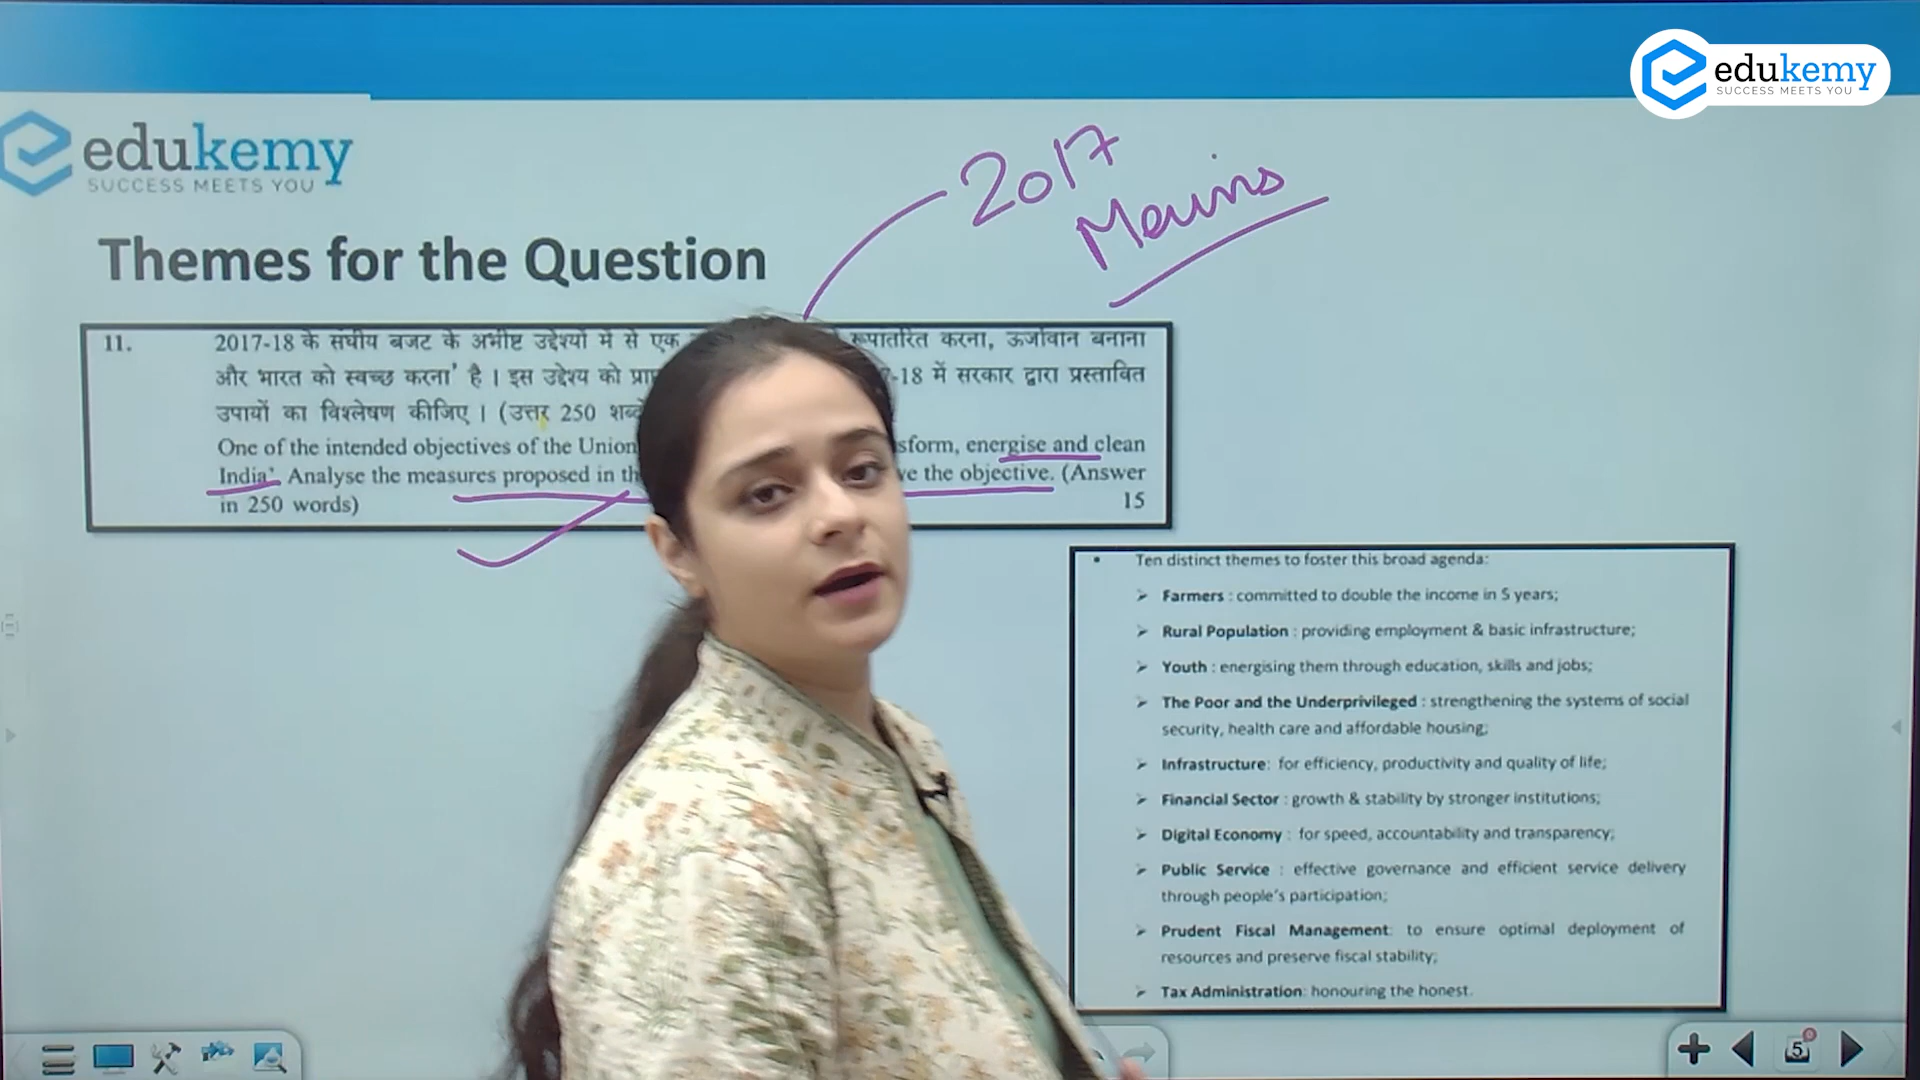 edukemy
SUCCESS MEETS YOU
edukemy
SUCCESS MEETS YOU
2017
Mains
Themes for the Question
11. 2017-18 के संघीय बजट के अभीष्ट उद्देश्यों में से एक रूपांतरित करना, ऊर्जावान बनाना
और भारत को स्वच्छ करना' है । इस उद्देश्य को -18 में सरकार द्वारा प्रस्तावित
उपायों का विश्लेषण कीजिए । (उत्तर 250
One of the intended objectives of the Union sform, energise and clean
India'. Analyse the measures proposed in the objective. (Answer
in 250 words) 15
• Ten distinct themes to foster this broad agenda:
➢ Farmers : committed to double the income in 5 years;
➢ Rural Population : providing employment & basic infrastructure;
➢ Youth : energising them through education, skills and jobs;
➢ The Poor and the Underprivileged : strengthening the systems of social
security, health care and affordable housing;
➢ Infrastructure: for efficiency, productivity and quality of life;
➢ Financial Sector : growth & stability by stronger institutions;
➢ Digital Economy : for speed, accountability and transparency;
➢ Public Service : effective governance and efficient service delivery
through people's participation;
➢ Prudent Fiscal Management: to ensure optimal deployment of
resources and preserve fiscal stability;
➢ Tax Administration: honouring the honest.
5